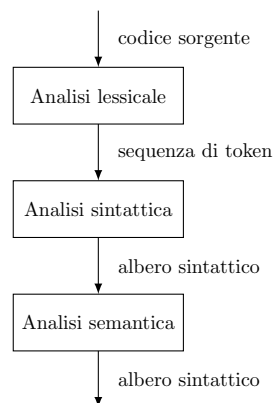 codice sorgente
Analisi lessicale
sequenza di token
Analisi sintattica
albero sintattico
Analisi semantica
albero sintattico